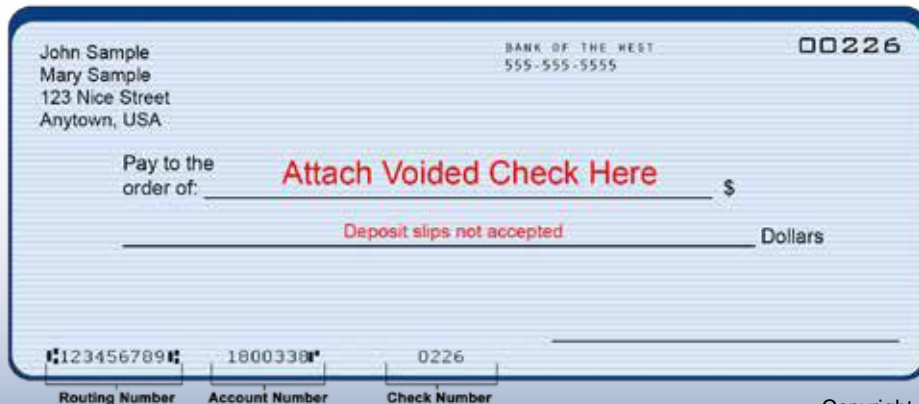 John Sample
Mary Sample
123 Nice Street
Anytown, USA
BANK OF THE WEST
555-555-5555
00226
Pay to the
order of:
Attach Voided Check Here
$
Deposit slips not accepted
Dollars
⑆123456789⑆ 1800338⑈ 0226
Routing Number Account Number Check Number
Copyright